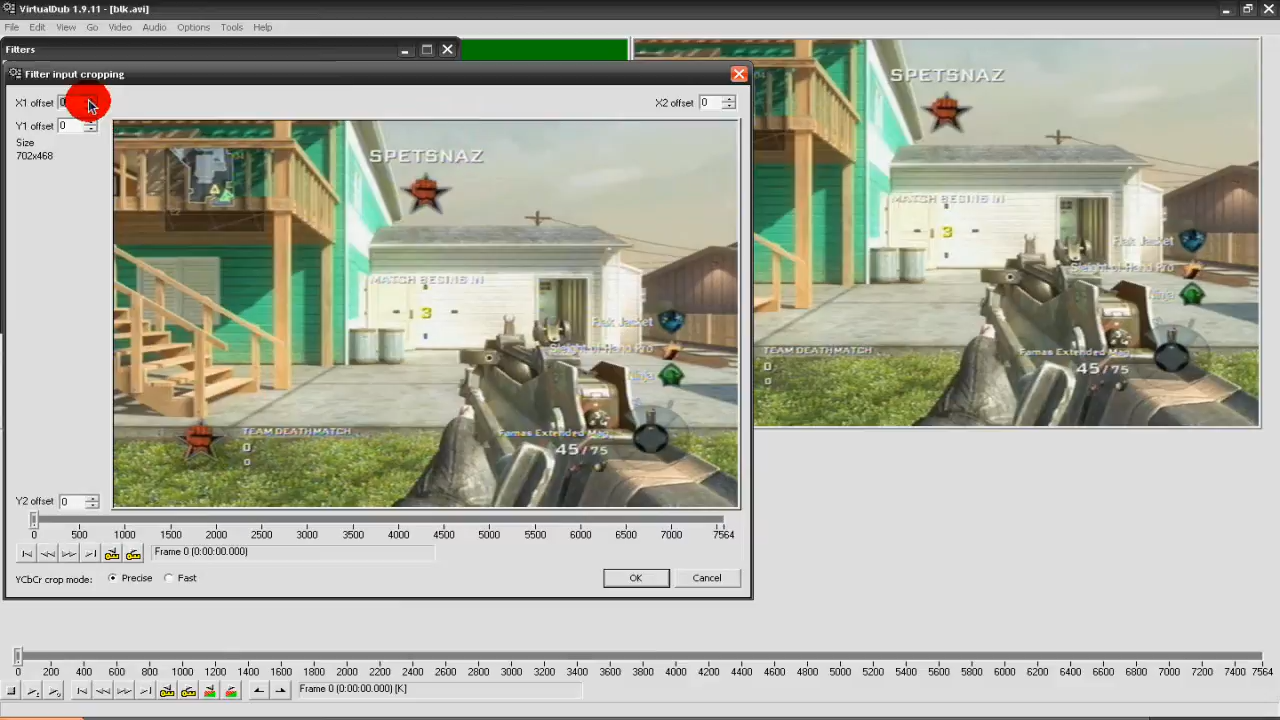 VirtualDub 1.9.11 - [blk.avi]
File Edit View Go Video Audio Options Tools Help
Filters
Filter input cropping
X1 offset 0
X2 offset 0
Y1 offset 0
Size
702x468
SPETSNAZ
MATCH BEGINS IN
3
Flak Jacket
Sleight of Hand Pro
Ninja
TEAM DEATHMATCH
0
0
Famas Extended Mag
45/75
Y2 offset 0
0 500 1000 1500 2000 2500 3000 3500 4000 4500 5000 5500 6000 6500 7000 7564
Frame 0 (0:00:00.000)
YCbCr crop mode: Precise Fast
OK Cancel
SPETSNAZ
MATCH BEGINS IN
3
Flak Jacket
Sleight of Hand Pro
Ninja
TEAM DEATHMATCH
0
0
Famas Extended Mag
45/75
0 200 400 600 800 1000 1200 1400 1600 1800 2000 2200 2400 2600 2800 3000 3200 3400 3600 3800 4000 4200 4400 4600 4800 5000 5200 5400 5600 5800 6000 6200 6400 6600 6800 7000 7200 7400 7564
Frame 0 (0:00:00.000) [K]